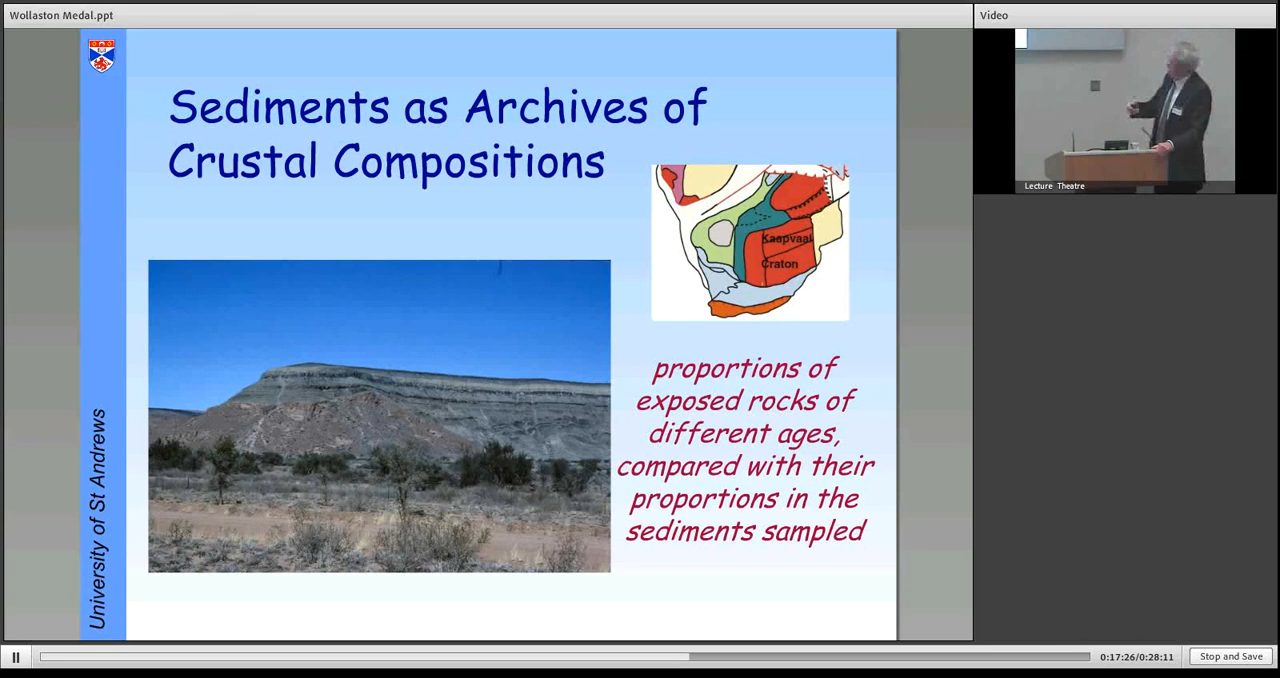 Wollaston Medal.ppt
Video
Sediments as Archives of
Crustal Compositions
Kaapvaal
Craton
proportions of
exposed rocks of
different ages,
compared with their
proportions in the
sediments sampled
University of St Andrews
Lecture Theatre
0:17:26/0:28:11
Stop and Save